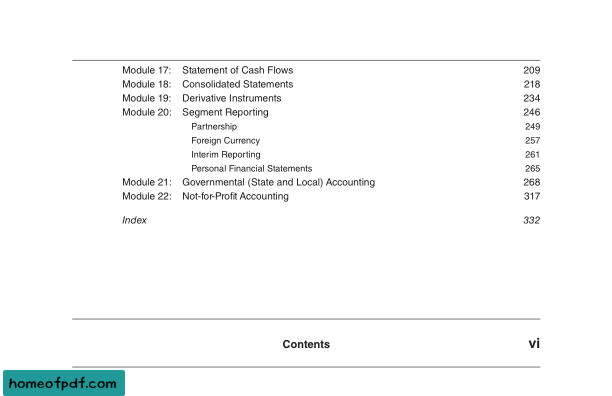 Module 17: Statement of Cash Flows 209
Module 18: Consolidated Statements 218
Module 19: Derivative Instruments 234
Module 20: Segment Reporting 246
Partnership 249
Foreign Currency 257
Interim Reporting 261
Personal Financial Statements 265
Module 21: Governmental (State and Local) Accounting 268
Module 22: Not-for-Profit Accounting 317
Index 332
Contents vi
homeofpdf.com